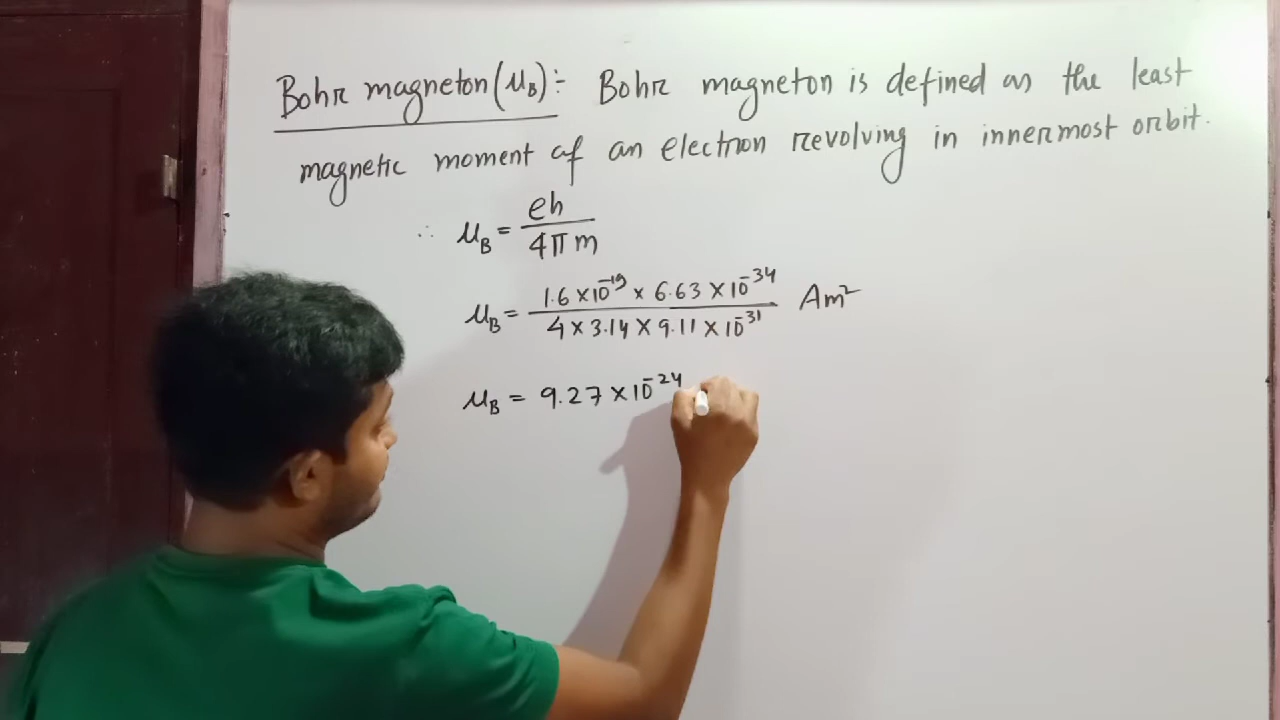 Bohr magneton (μB):- Bohr magneton is defined as the least
magnetic moment of an electron revolving in innermost orbit.
∴ μB = eh / 4πm
μB = 1.6 × 10⁻¹⁹ × 6.63 × 10⁻³⁴ / 4 × 3.14 × 9.11 × 10⁻³¹ Am²
μB = 9.27 × 10⁻²⁴